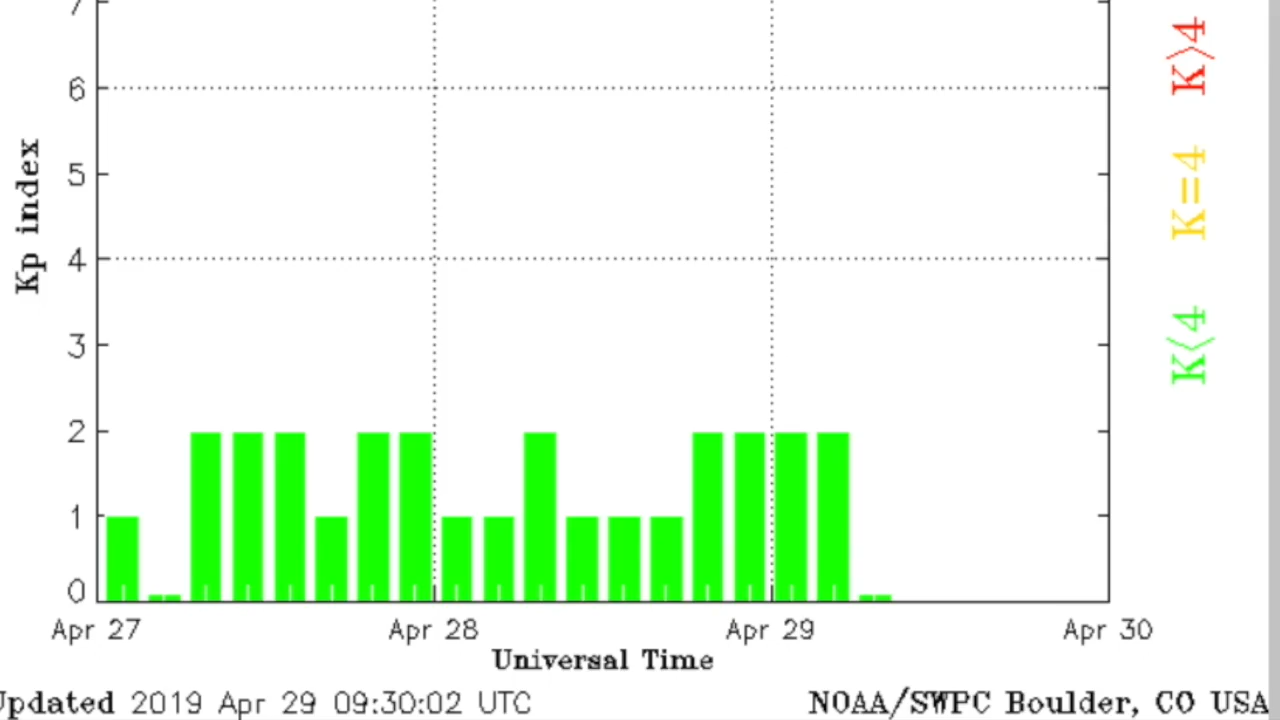 7
6
5
4
3
2
1
0
Kp index
K>4
K=4
K<4
Apr 27 Apr 28 Apr 29 Apr 30
Universal Time
Updated 2019 Apr 29 09:30:02 UTC NOAA/SWPC Boulder, CO USA